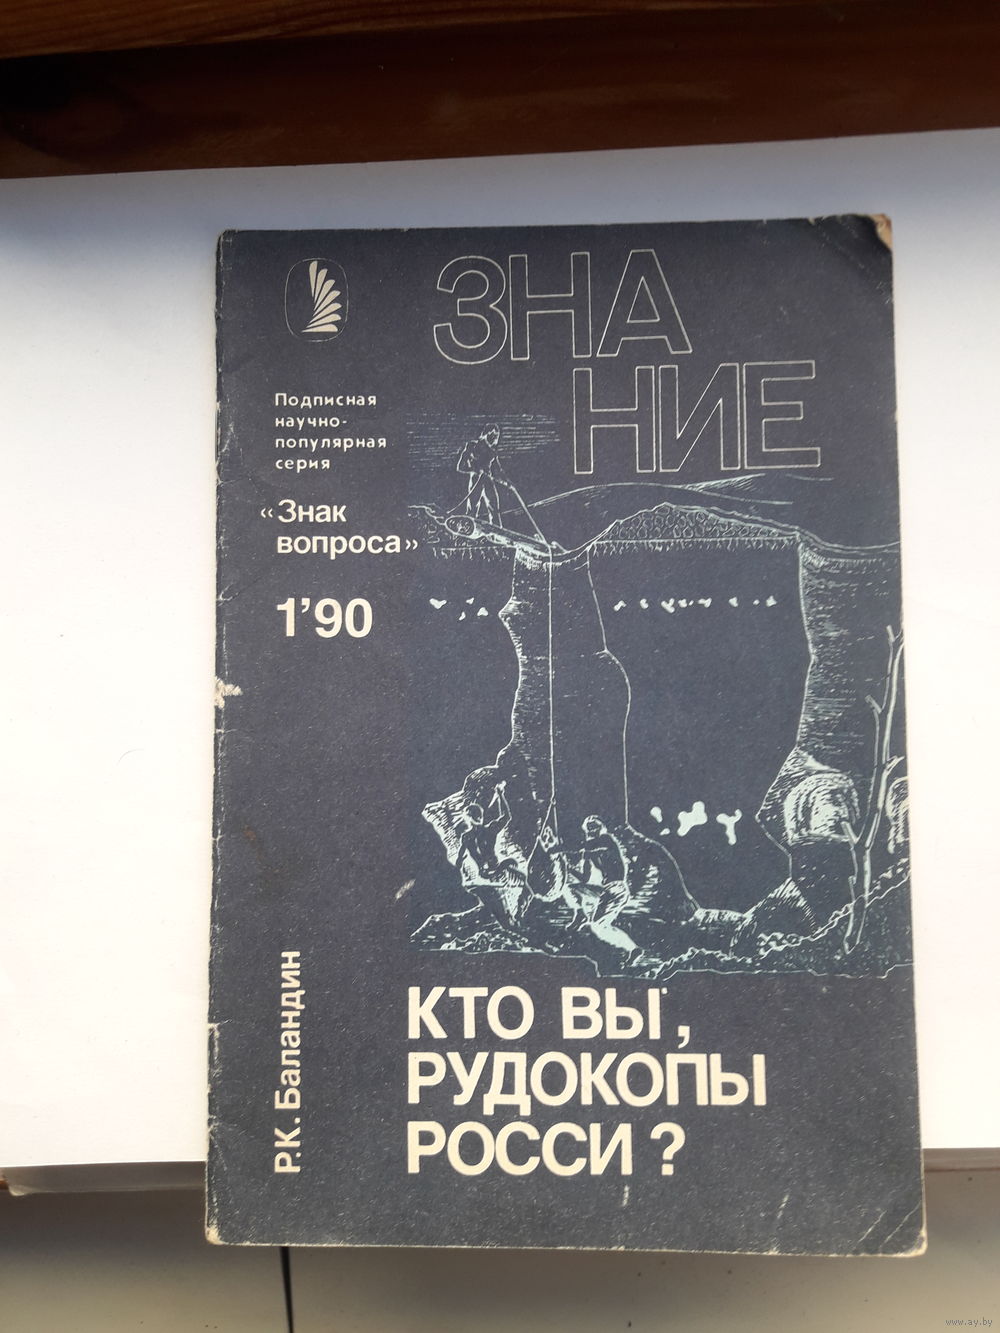 ЗНА
НИЕ
Подписная
научно-
популярная
серия
«Знак
вопроса»
1'90
Р.К. Баландин
КТО ВЫ,
РУДОКОПЫ
РОССИ?
www.ay.by